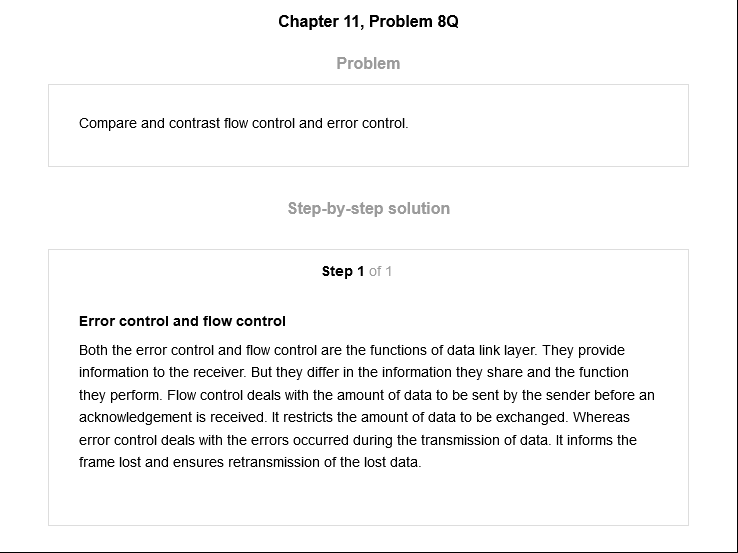 Chapter 11, Problem 8Q
Problem
Compare and contrast flow control and error control.
Step-by-step solution
Step 1 of 1
Error control and flow control
Both the error control and flow control are the functions of data link layer. They provide
information to the receiver. But they differ in the information they share and the function
they perform. Flow control deals with the amount of data to be sent by the sender before an
acknowledgement is received. It restricts the amount of data to be exchanged. Whereas
error control deals with the errors occurred during the transmission of data. It informs the
frame lost and ensures retransmission of the lost data.